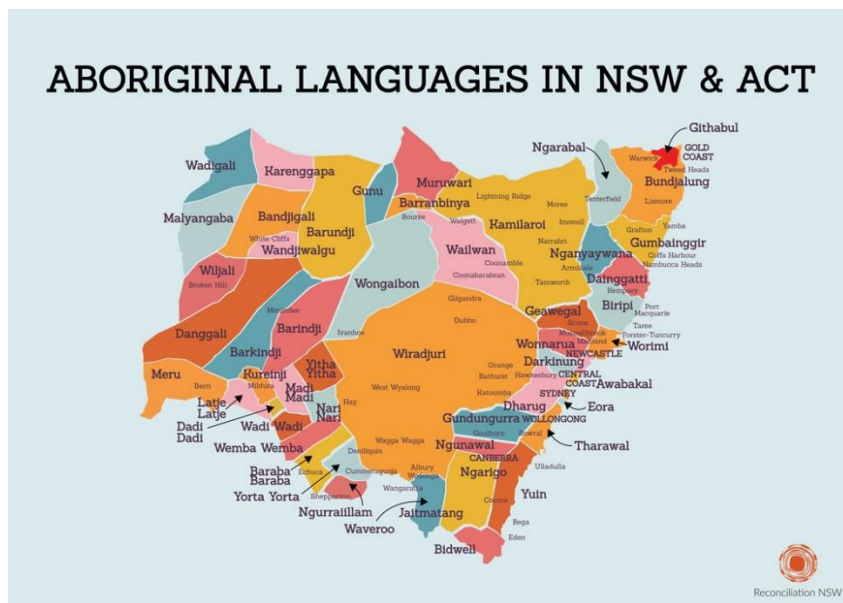 ABORIGINAL LANGUAGES IN NSW & ACT
Githabul
Ngarabal
GOLD
COAST
Warwick
Tweed Heads
Wadigali
Karenggapa
Muruwari
Bundjalung
Gunu
Tenterfield
Lismore
Lightning Ridge
Barranbinya
Moree
Malyangaba
Bandjigali
Bourke
Walgett
Kamilaroi
Inverell
Grafton
Yamba
Barundji
White Cliffs
Gumbainggir
Wandjiwalgu
Wailwan
Narrabri
Nganyaywana
Coffs Harbour
Coonamble
Armidale
Nambucca Heads
Wiljali
Wongaibon
Coonabarabran
Dainggatti
Broken Hill
Tamworth
Kempsey
Gilgandra
Biripi
Port
Macquarie
Menindee
Geawegal
Danggali
Barindji
Dubbo
Scone
Taree
Ivanhoe
Muswellbrook
Forster-Tuncurry
Maitland
Worimi
Barkindji
Wiradjuri
Wonnarua
NEWCASTLE
Yitha
Yitha
Orange
Darkinung
Meru
Kureinji
Bathurst
Hawkesbury
CENTRAL
COAST
Awabakal
Berri
Mildura
Madi
Madi
West Wyalong
Katoomba
SYDNEY
Latje
Latje
Hay
Dharug
Eora
Dadi
Dadi
Nari
Nari
Gundungurra
WOLLONGONG
Wadi Wadi
Goulburn
Bowral
Tharawal
Wemba Wemba
Wagga Wagga
Ngunawal
Deniliquin
CANBERRA
Ulladulla
Baraba
Baraba
Echuca
Cummeragunja
Albury
Wodonga
Ngarigo
Yorta Yorta
Wangaratta
Yuin
Shepparton
Cooma
Ngurraiillam
Jaitmatang
Waveroo
Bega
Eden
Bidwell
Reconciliation NSW